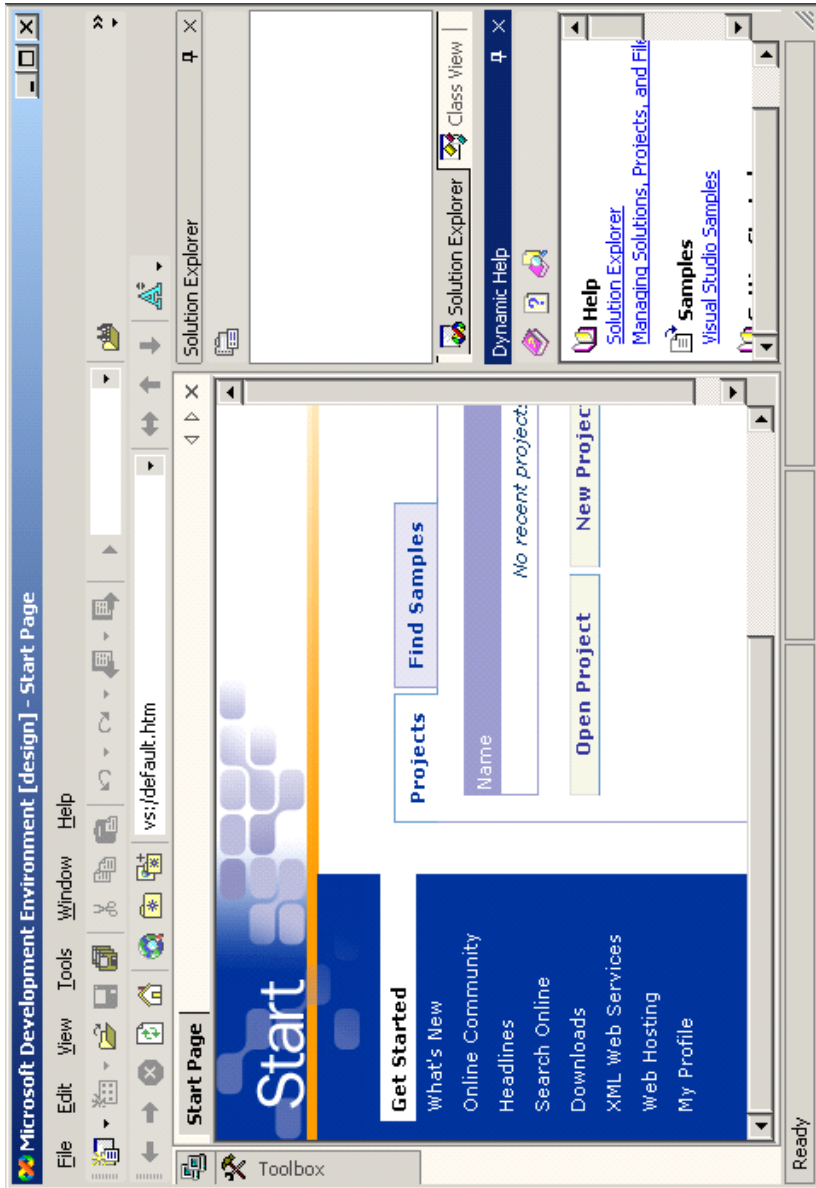 Microsoft Development Environment [design] - Start Page
File Edit View Tools Window Help
vs:/default.htm
Start Page
Toolbox
Start
Get Started
What's New
Online Community
Headlines
Search Online
Downloads
XML Web Services
Web Hosting
My Profile
Projects Find Samples
Name
No recent projects
Open Project New Projec
Solution Explorer
Solution Explorer Class View
Dynamic Help
Help
Solution Explorer
Managing Solutions, Projects, and File
Samples
Visual Studio Samples
Ready